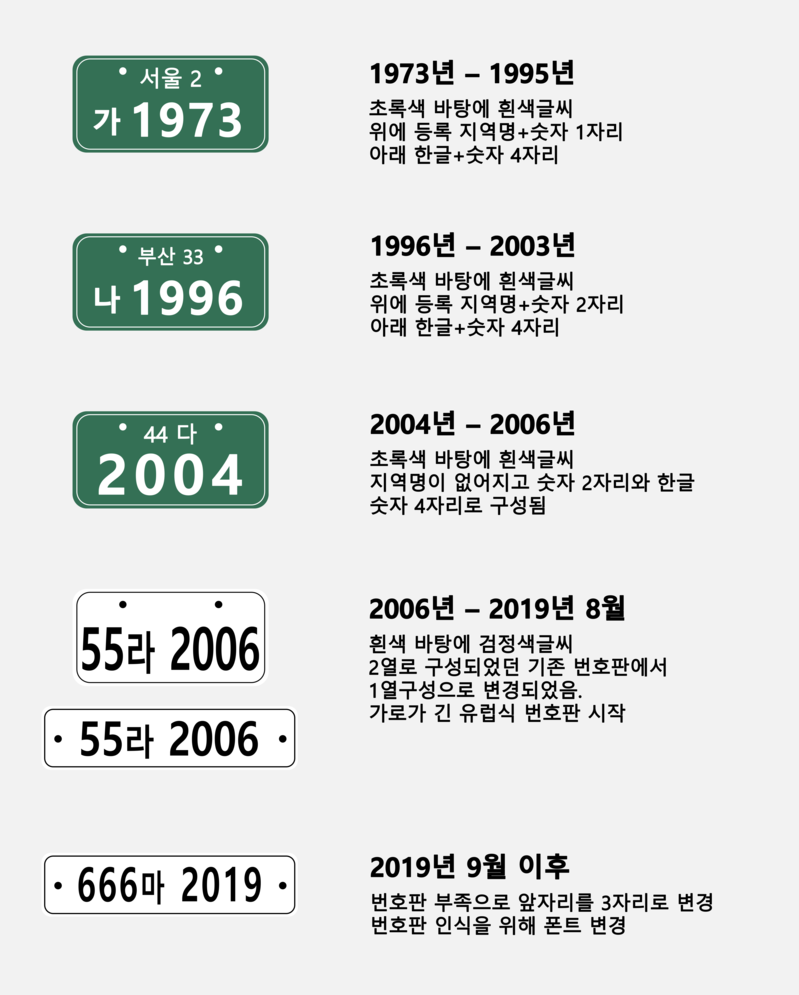 서울 2
가 1973
1973년 – 1995년
초록색 바탕에 흰색글씨
위에 등록 지역명+숫자 1자리
아래 한글+숫자 4자리
부산 33
나 1996
1996년 – 2003년
초록색 바탕에 흰색글씨
위에 등록 지역명+숫자 2자리
아래 한글+숫자 4자리
44 다
2004
2004년 – 2006년
초록색 바탕에 흰색글씨
지역명이 없어지고 숫자 2자리와 한글
숫자 4자리로 구성됨
55라 2006
55라 2006
2006년 – 2019년 8월
흰색 바탕에 검정색글씨
2열로 구성되었던 기존 번호판에서
1열구성으로 변경되었음.
가로가 긴 유럽식 번호판 시작
666마 2019
2019년 9월 이후
번호판 부족으로 앞자리를 3자리로 변경
번호판 인식을 위해 폰트 변경